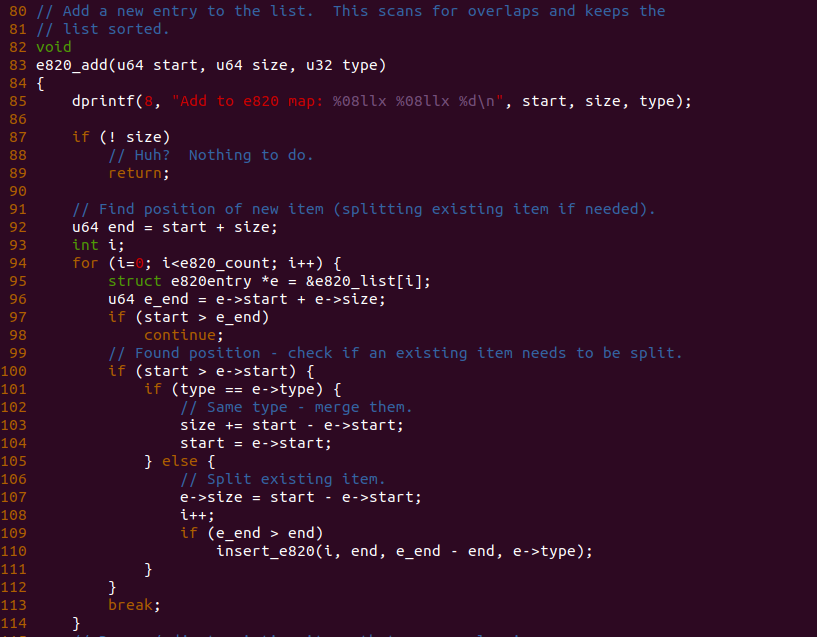 80 // Add a new entry to the list.  This scans for overlaps and keeps the
81 // list sorted.
82 void
83 e820_add(u64 start, u64 size, u32 type)
84 {
85     dprintf(8, "Add to e820 map: %08llx %08llx %d\n", start, size, type);
86
87     if (! size)
88         // Huh?  Nothing to do.
89         return;
90
91     // Find position of new item (splitting existing item if needed).
92     u64 end = start + size;
93     int i;
94     for (i=0; i<e820_count; i++) {
95         struct e820entry *e = &e820_list[i];
96         u64 e_end = e->start + e->size;
97         if (start > e_end)
98             continue;
99         // Found position - check if an existing item needs to be split.
100         if (start > e->start) {
101             if (type == e->type) {
102                 // Same type - merge them.
103                 size += start - e->start;
104                 start = e->start;
105             } else {
106                 // Split existing item.
107                 e->size = start - e->start;
108                 i++;
109                 if (e_end > end)
110                     insert_e820(i, end, e_end - end, e->type);
111             }
112         }
113         break;
114     }